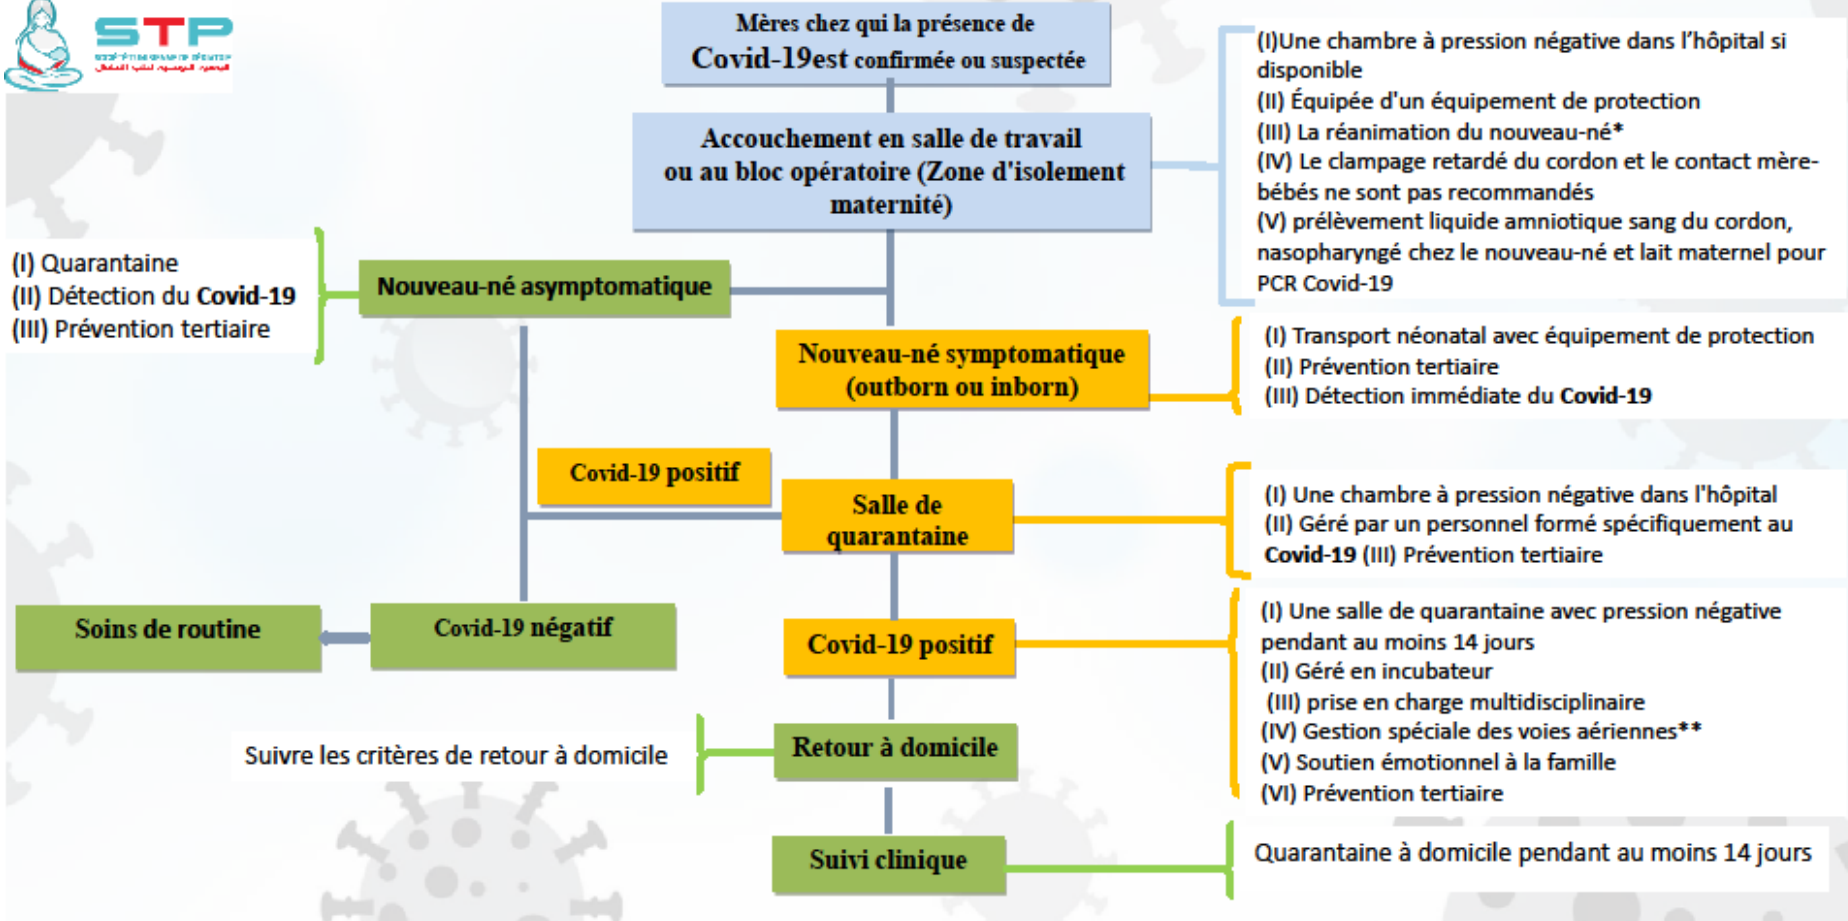 STP
Mères chez qui la présence de
Covid-19est confirmée ou suspectée
Accouchement en salle de travail
ou au bloc opératoire (Zone d'isolement
maternité)
(I)Une chambre à pression négative dans l’hôpital si
disponible
(II) Équipée d'un équipement de protection
(III) La réanimation du nouveau-né*
(IV) Le clampage retardé du cordon et le contact mère-
bébés ne sont pas recommandés
(V) prélèvement liquide amniotique sang du cordon,
nasopharyngé chez le nouveau-né et lait maternel pour
PCR Covid-19
(I) Quarantaine
(II) Détection du Covid-19
(III) Prévention tertiaire
Nouveau-né asymptomatique
Nouveau-né symptomatique
(outborn ou inborn)
(I) Transport néonatal avec équipement de protection
(II) Prévention tertiaire
(III) Détection immédiate du Covid-19
Covid-19 positif
Salle de
quarantaine
(I) Une chambre à pression négative dans l'hôpital
(II) Géré par un personnel formé spécifiquement au
Covid-19 (III) Prévention tertiaire
Soins de routine
Covid-19 négatif
Covid-19 positif
(I) Une salle de quarantaine avec pression négative
pendant au moins 14 jours
(II) Géré en incubateur
(III) prise en charge multidisciplinaire
(IV) Gestion spéciale des voies aériennes**
(V) Soutien émotionnel à la famille
(VI) Prévention tertiaire
Suivre les critères de retour à domicile
Retour à domicile
Suivi clinique
Quarantaine à domicile pendant au moins 14 jours